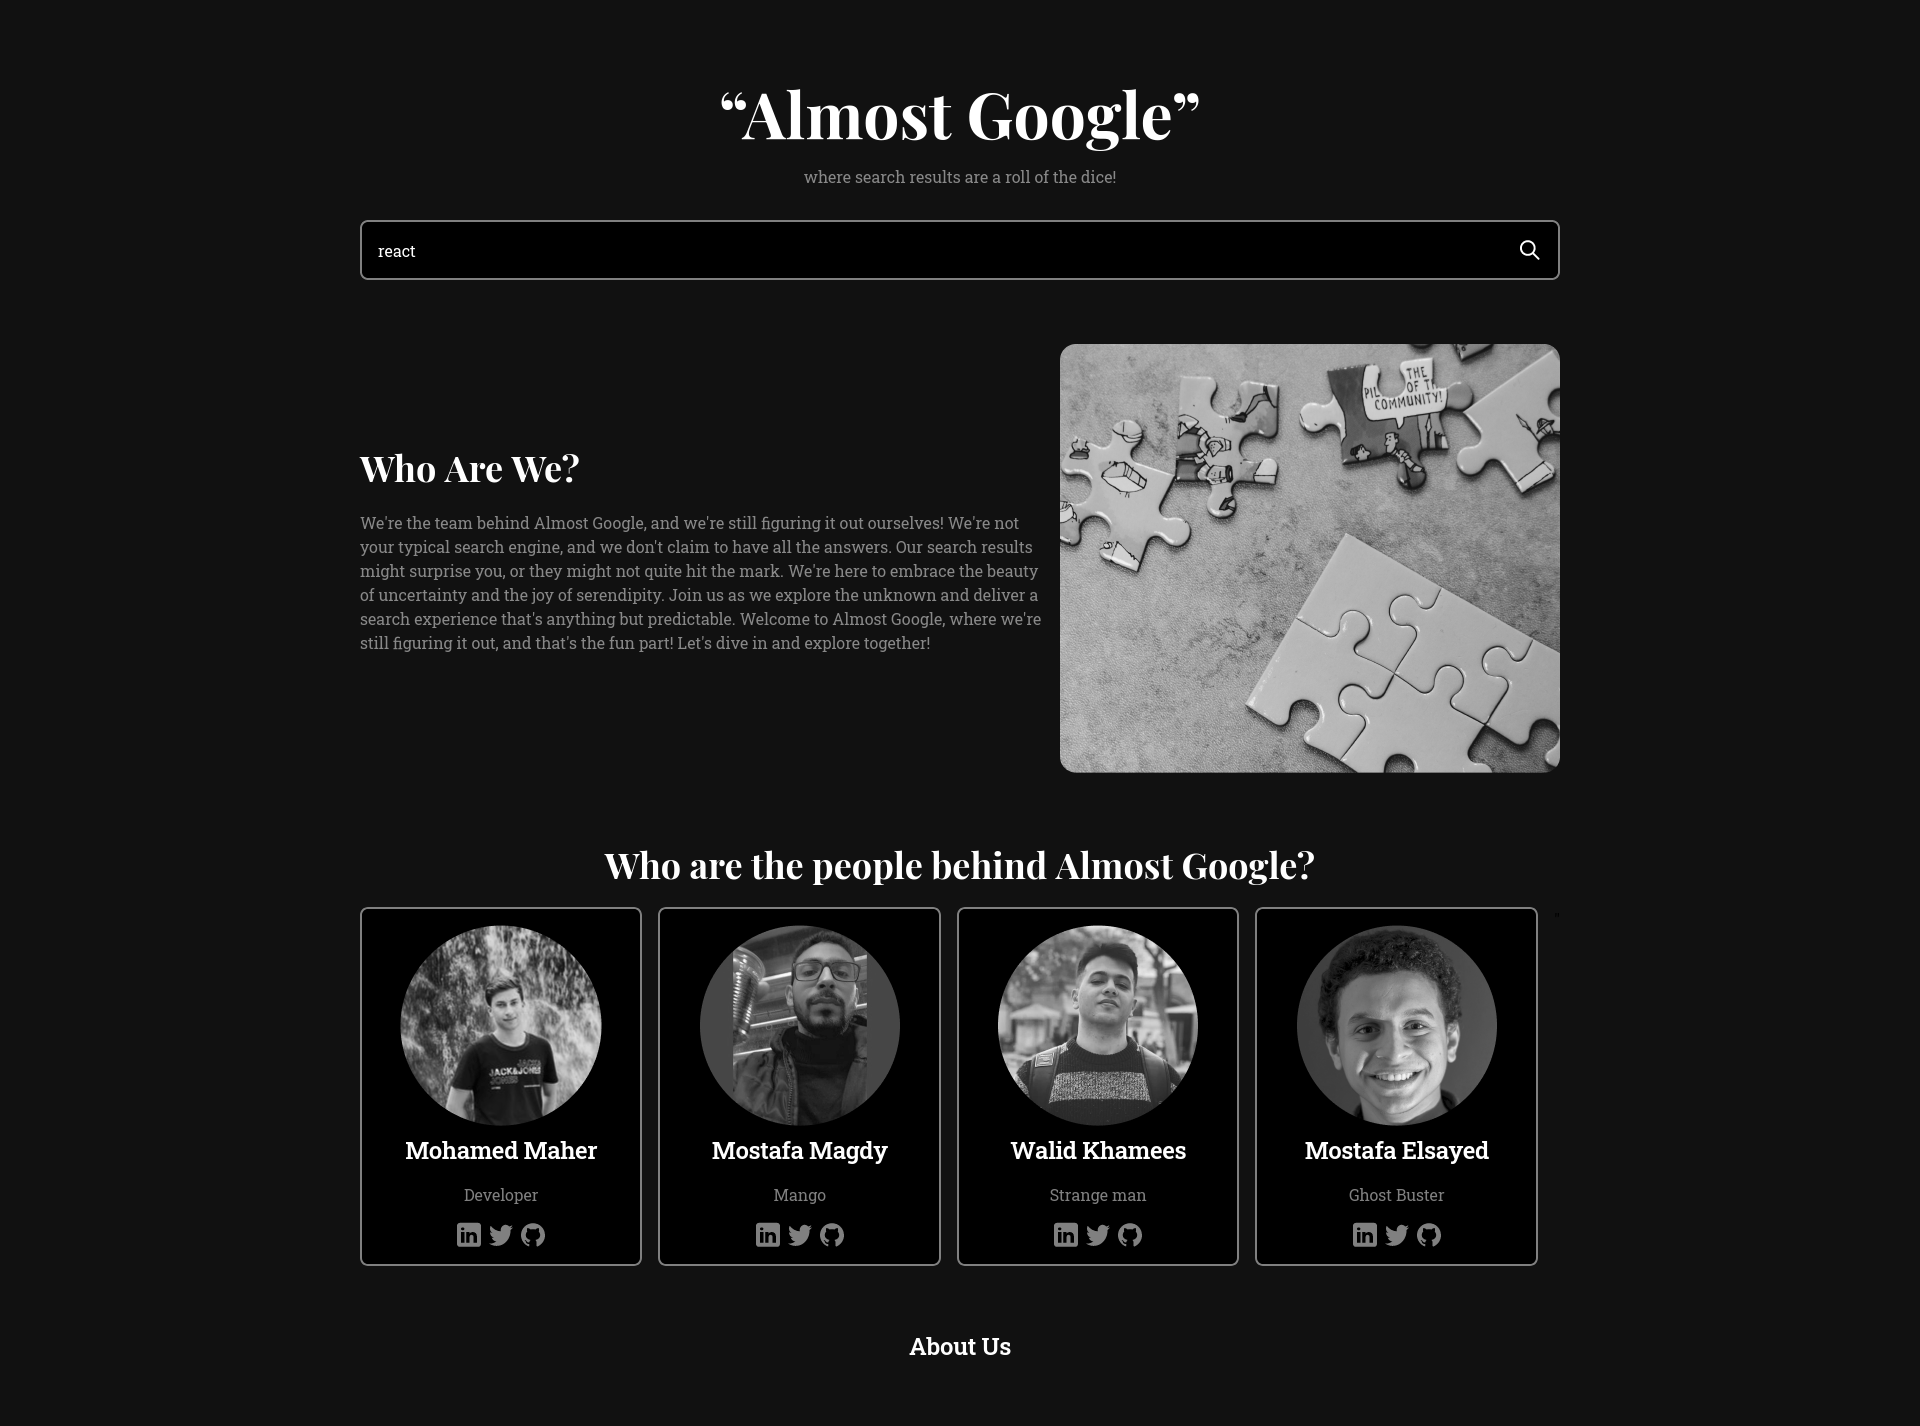 “Almost Google”
where search results are a roll of the dice!
react
Who Are We?
We're the team behind Almost Google, and we're still figuring it out ourselves! We're not
your typical search engine, and we don't claim to have all the answers. Our search results
might surprise you, or they might not quite hit the mark. We're here to embrace the beauty
of uncertainty and the joy of serendipity. Join us as we explore the unknown and deliver a
search experience that's anything but predictable. Welcome to Almost Google, where we're
still figuring it out, and that's the fun part! Let's dive in and explore together!
THE
OF
COMMUNITY!
Who are the people behind Almost Google?
JACK&JONES
JONES
Mohamed Maher
Developer
in
Mostafa Magdy
Mango
in
Walid Khamees
Strange man
in
Mostafa Elsayed
Ghost Buster
in
About Us